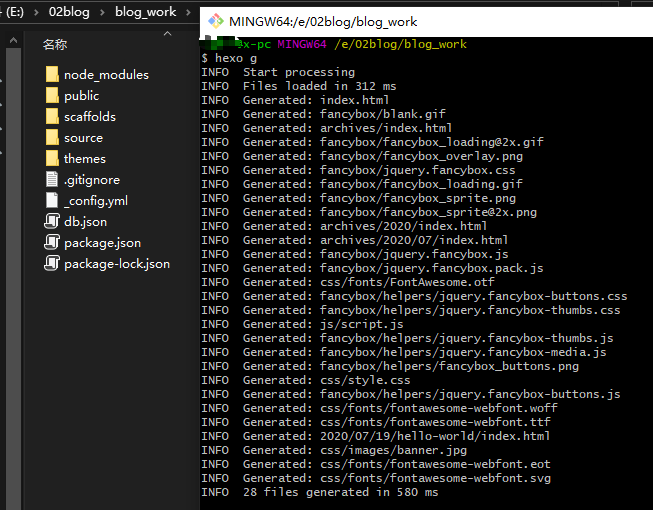 (E:) › 02blog › blog_work ›
名称
node_modules
public
scaffolds
source
themes
.gitignore
_config.yml
db.json
package.json
package-lock.json
MINGW64:/e/02blog/blog_work
x-pc MINGW64 /e/02blog/blog_work
$ hexo g
INFO  Start processing
INFO  Files loaded in 312 ms
INFO  Generated: index.html
INFO  Generated: fancybox/blank.gif
INFO  Generated: archives/index.html
INFO  Generated: fancybox/fancybox_loading@2x.gif
INFO  Generated: fancybox/fancybox_overlay.png
INFO  Generated: fancybox/jquery.fancybox.css
INFO  Generated: fancybox/fancybox_loading.gif
INFO  Generated: fancybox/fancybox_sprite.png
INFO  Generated: fancybox/fancybox_sprite@2x.png
INFO  Generated: archives/2020/index.html
INFO  Generated: archives/2020/07/index.html
INFO  Generated: fancybox/jquery.fancybox.js
INFO  Generated: fancybox/jquery.fancybox.pack.js
INFO  Generated: css/fonts/FontAwesome.otf
INFO  Generated: fancybox/helpers/jquery.fancybox-buttons.css
INFO  Generated: fancybox/helpers/jquery.fancybox-thumbs.css
INFO  Generated: js/script.js
INFO  Generated: fancybox/helpers/jquery.fancybox-thumbs.js
INFO  Generated: fancybox/helpers/jquery.fancybox-media.js
INFO  Generated: fancybox/helpers/fancybox_buttons.png
INFO  Generated: css/style.css
INFO  Generated: fancybox/helpers/jquery.fancybox-buttons.js
INFO  Generated: css/fonts/fontawesome-webfont.woff
INFO  Generated: css/fonts/fontawesome-webfont.ttf
INFO  Generated: 2020/07/19/hello-world/index.html
INFO  Generated: css/images/banner.jpg
INFO  Generated: css/fonts/fontawesome-webfont.eot
INFO  Generated: css/fonts/fontawesome-webfont.svg
INFO  28 files generated in 580 ms